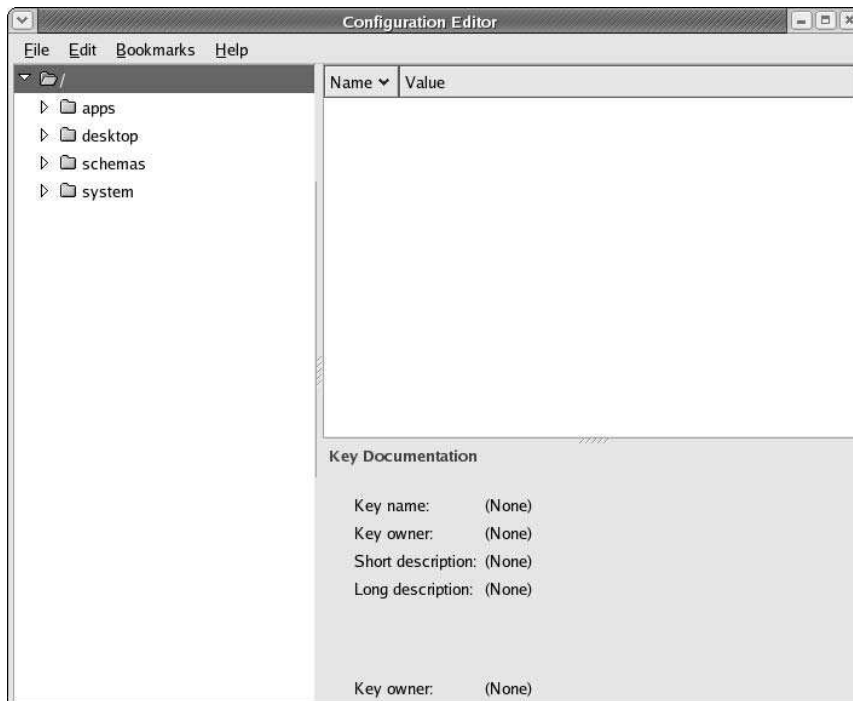 Configuration Editor
File Edit Bookmarks Help
/
apps
desktop
schemas
system
Name Value
Key Documentation
Key name: (None)
Key owner: (None)
Short description: (None)
Long description: (None)
Key owner: (None)